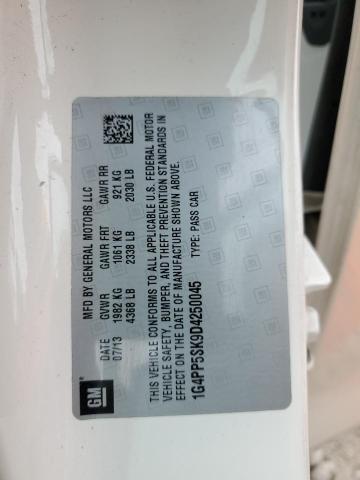 GM
®
MFD BY GENERAL MOTORS LLC
DATE GVWR GAWR FRT GAWR RR
07/13 1982 KG 1061 KG 921 KG
4368 LB 2338 LB 2030 LB
THIS VEHICLE CONFORMS TO ALL APPLICABLE U.S. FEDERAL MOTOR
VEHICLE SAFETY, BUMPER, AND THEFT PREVENTION STANDARDS IN
EFFECT ON THE DATE OF MANUFACTURE SHOWN ABOVE.
1G4PP5SK9D4250045 TYPE: PASS CAR